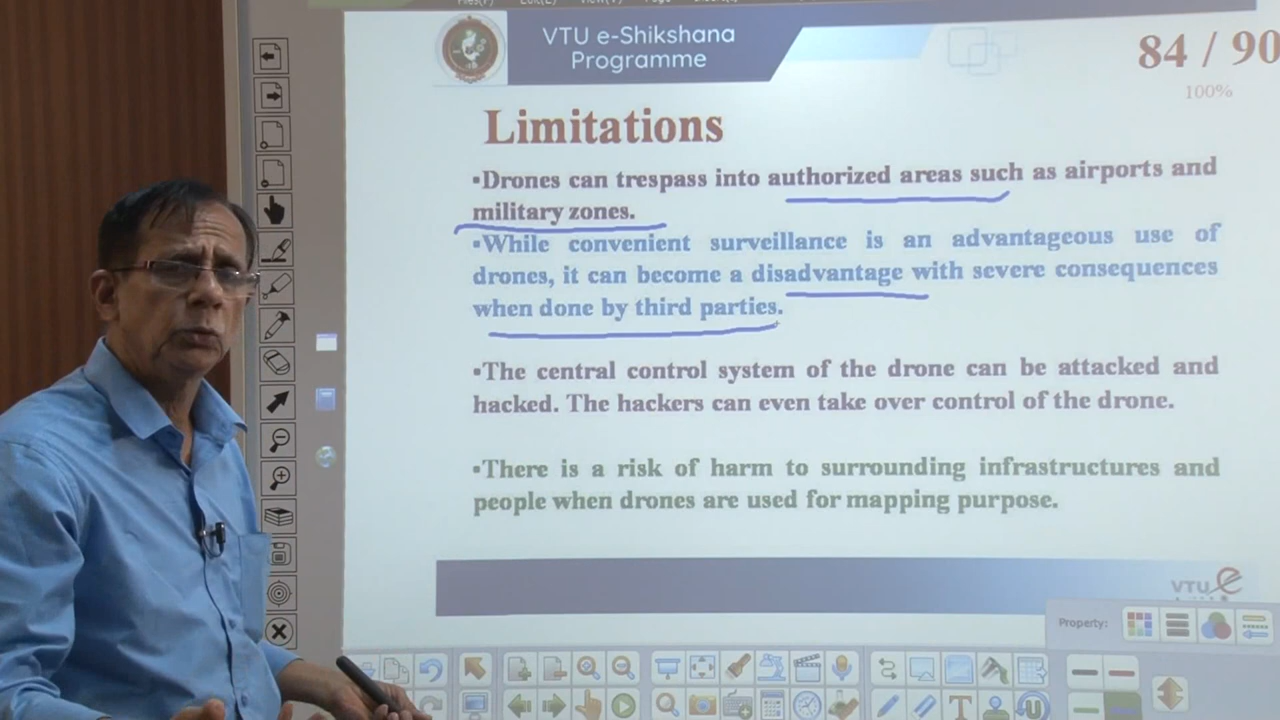 VTU e-Shikshana
Programme
84 / 90
100%
Limitations
▪Drones can trespass into authorized areas such as airports and
military zones.
▪While convenient surveillance is an advantageous use of
drones, it can become a disadvantage with severe consequences
when done by third parties.
▪The central control system of the drone can be attacked and
hacked. The hackers can even take over control of the drone.
▪There is a risk of harm to surrounding infrastructures and
people when drones are used for mapping purpose.
VTU e
Property: